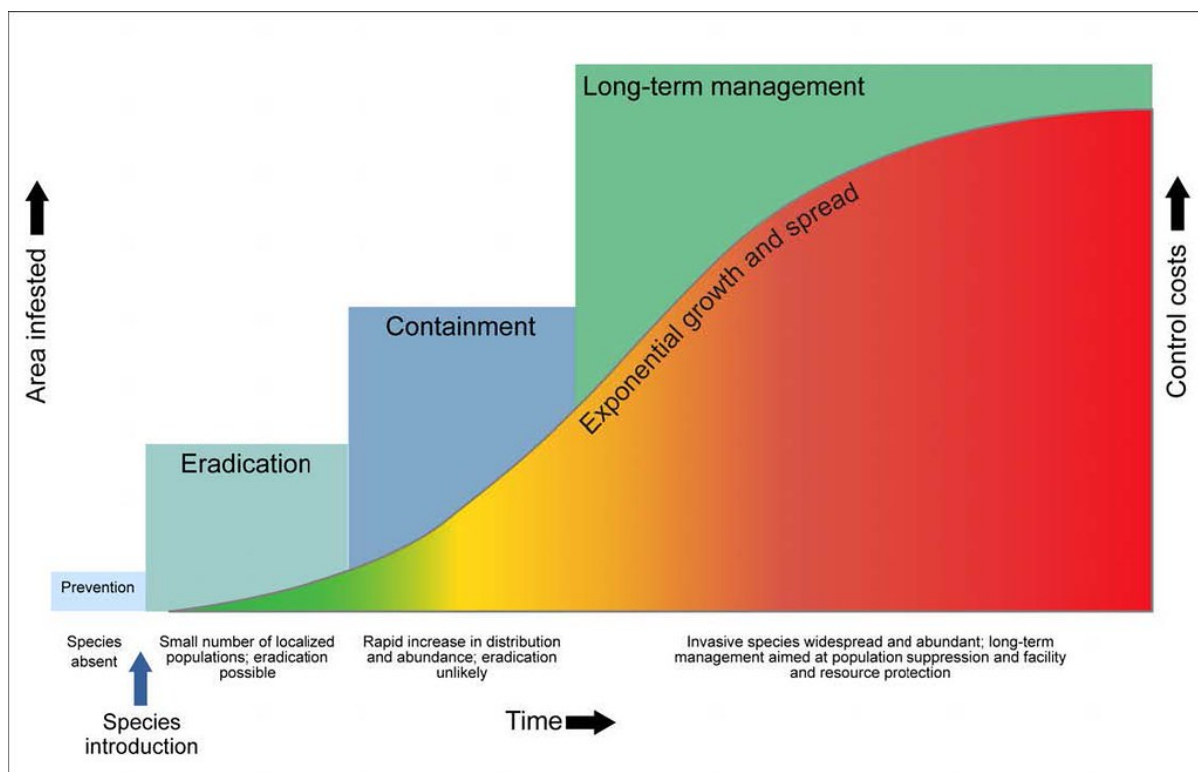 Long-term management
Exponential growth and spread
Area infested
Control costs
Containment
Eradication
Prevention
Species
absent
Small number of localized
populations; eradication
possible
Rapid increase in distribution
and abundance; eradication
unlikely
Invasive species widespread and abundant; long-term
management aimed at population suppression and facility
and resource protection
Species
introduction
Time